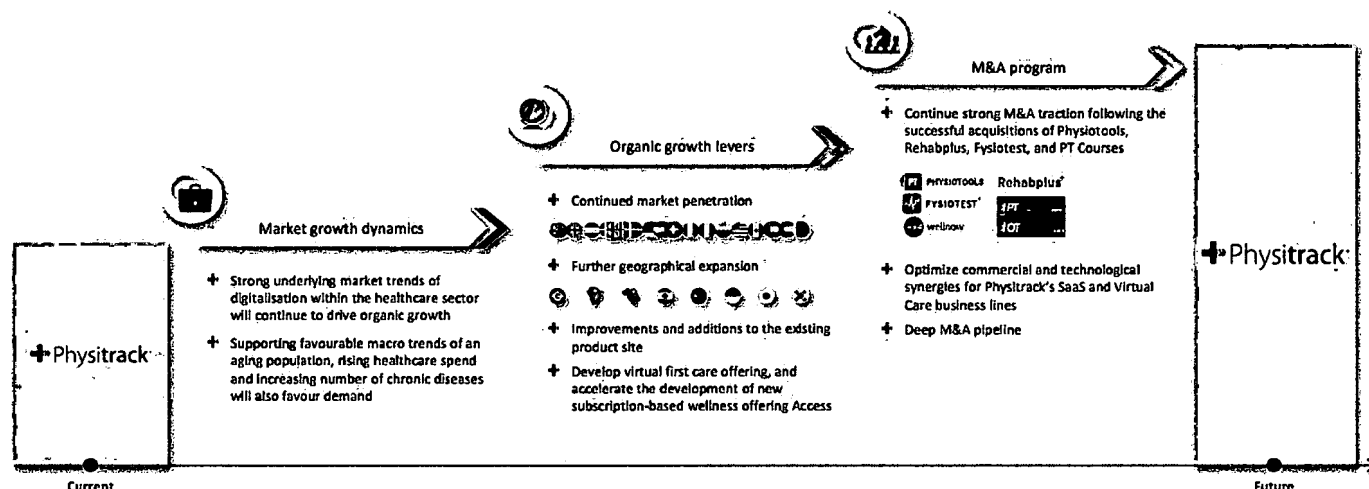 M&A program
Continue strong M&A traction following the
successful acquisitions of Physiotools,
Rehabplus, Fysiotest, and PT Courses
PT PHYSIOTOOLS Rehabplus
FYSIOTEST
wellnow
PT
OT
Optimize commercial and technological
synergies for Physitrack's SaaS and Virtual
Care business lines
Deep M&A pipeline
Organic growth levers
Continued market penetration
Further geographical expansion
Improvements and additions to the existing
product site
Develop virtual first care offering, and
accelerate the development of new
subscription-based wellness offering Access
Market growth dynamics
Strong underlying market trends of
digitalisation within the healthcare sector
will continue to drive organic growth
Supporting favourable macro trends of an
aging population, rising healthcare spend
and increasing number of chronic diseases
will also favour demand
Physitrack
Physitrack
Current
Future